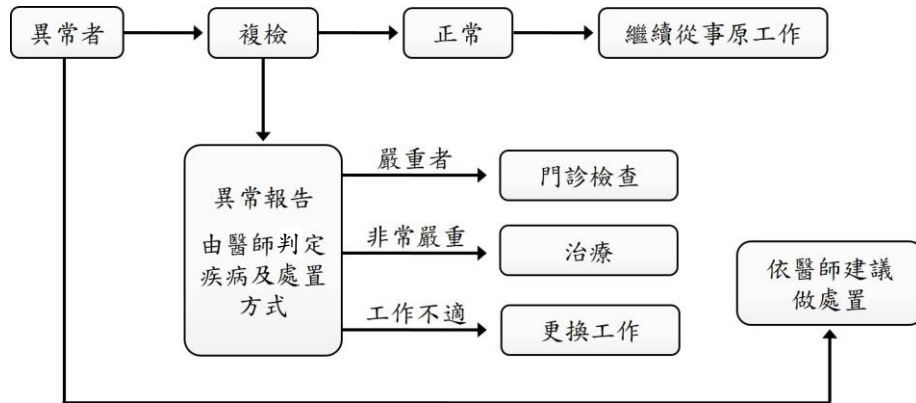 異常者
複檢
正常
繼續從事原工作
異常報告
由醫師判定
疾病及處置
方式
嚴重者
門診檢查
非常嚴重
治療
工作不適
更換工作
依醫師建議
做處置